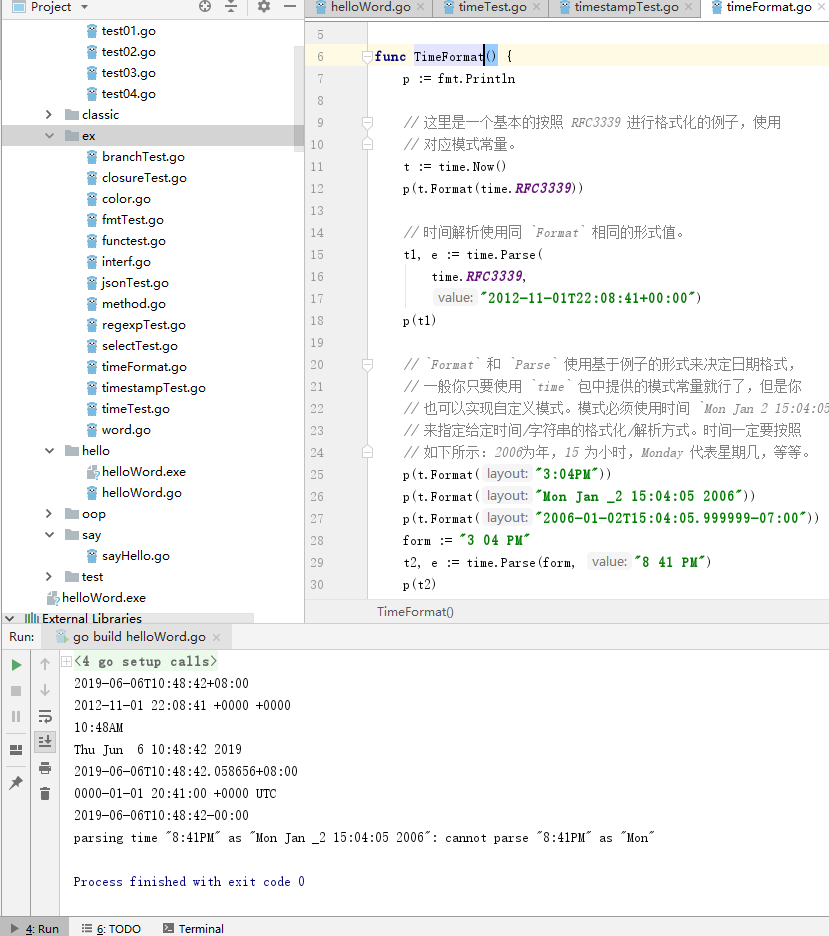 Project
helloWord.go
timeTest.go
timestampTest.go
timeFormat.go
test01.go
test02.go
test03.go
test04.go
classic
ex
branchTest.go
closureTest.go
color.go
fmtTest.go
functest.go
interf.go
jsonTest.go
method.go
regexpTest.go
selectTest.go
timeFormat.go
timestampTest.go
timeTest.go
word.go
hello
helloWord.exe
helloWord.go
oop
say
sayHello.go
test
helloWord.exe
External Libraries
5
6 func TimeFormat() {
7 p := fmt.Println
8
9 // 这里是一个基本的按照 RFC3339 进行格式化的例子，使用
10 // 对应模式常量。
11 t := time.Now()
12 p(t.Format(time.RFC3339))
13
14 // 时间解析使用同 `Format` 相同的形式值。
15 t1, e := time.Parse(
16 time.RFC3339,
17 value: "2012-11-01T22:08:41+00:00")
18 p(t1)
19
20 // `Format` 和 `Parse` 使用基于例子的形式来决定日期格式，
21 // 一般你只要使用 `time` 包中提供的模式常量就行了，但是你
22 // 也可以实现自定义模式。模式必须使用时间 `Mon Jan 2 15:04:05
23 // 来指定给定时间/字符串的格式化/解析方式。时间一定要按照
24 // 如下所示：2006为年，15 为小时，Monday 代表星期几，等等。
25 p(t.Format( layout: "3:04PM"))
26 p(t.Format( layout: "Mon Jan _2 15:04:05 2006"))
27 p(t.Format( layout: "2006-01-02T15:04:05.999999-07:00"))
28 form := "3 04 PM"
29 t2, e := time.Parse(form, value: "8 41 PM")
30 p(t2)
TimeFormat()
Run: go build helloWord.go
<4 go setup calls>
2019-06-06T10:48:42+08:00
2012-11-01 22:08:41 +0000 +0000
10:48AM
Thu Jun  6 10:48:42 2019
2019-06-06T10:48:42.058656+08:00
0000-01-01 20:41:00 +0000 UTC
2019-06-06T10:48:42-00:00
parsing time "8:41PM" as "Mon Jan _2 15:04:05 2006": cannot parse "8:41PM" as "Mon"
Process finished with exit code 0
4: Run
6: TODO
Terminal